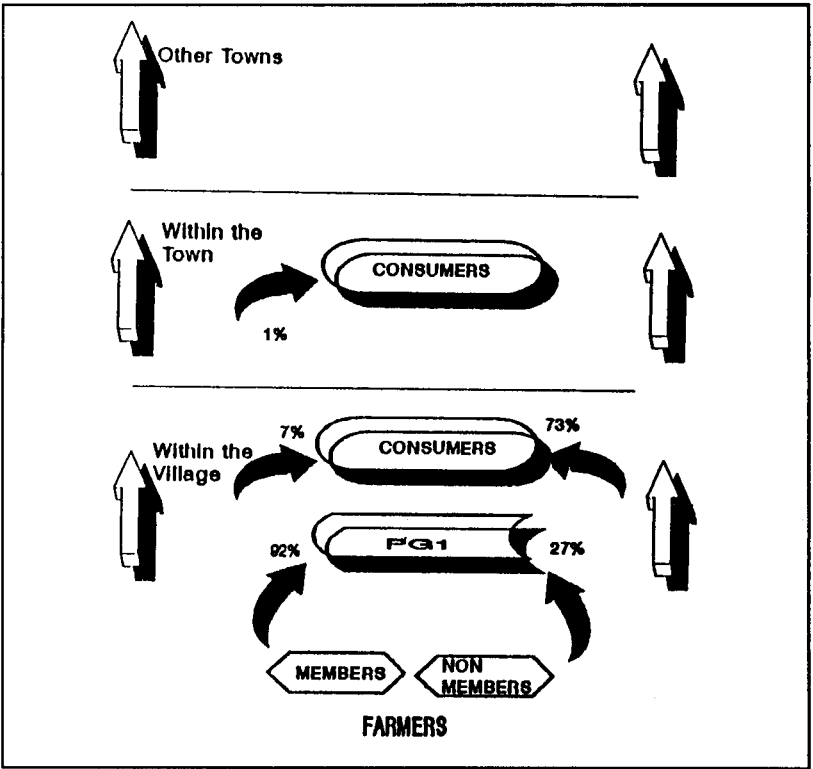 Other Towns
Within the
Town
CONSUMERS
1%
7%
73%
Within the
Village
CONSUMERS
92%
PG1
27%
MEMBERS
NON
MEMBERS
FARMERS